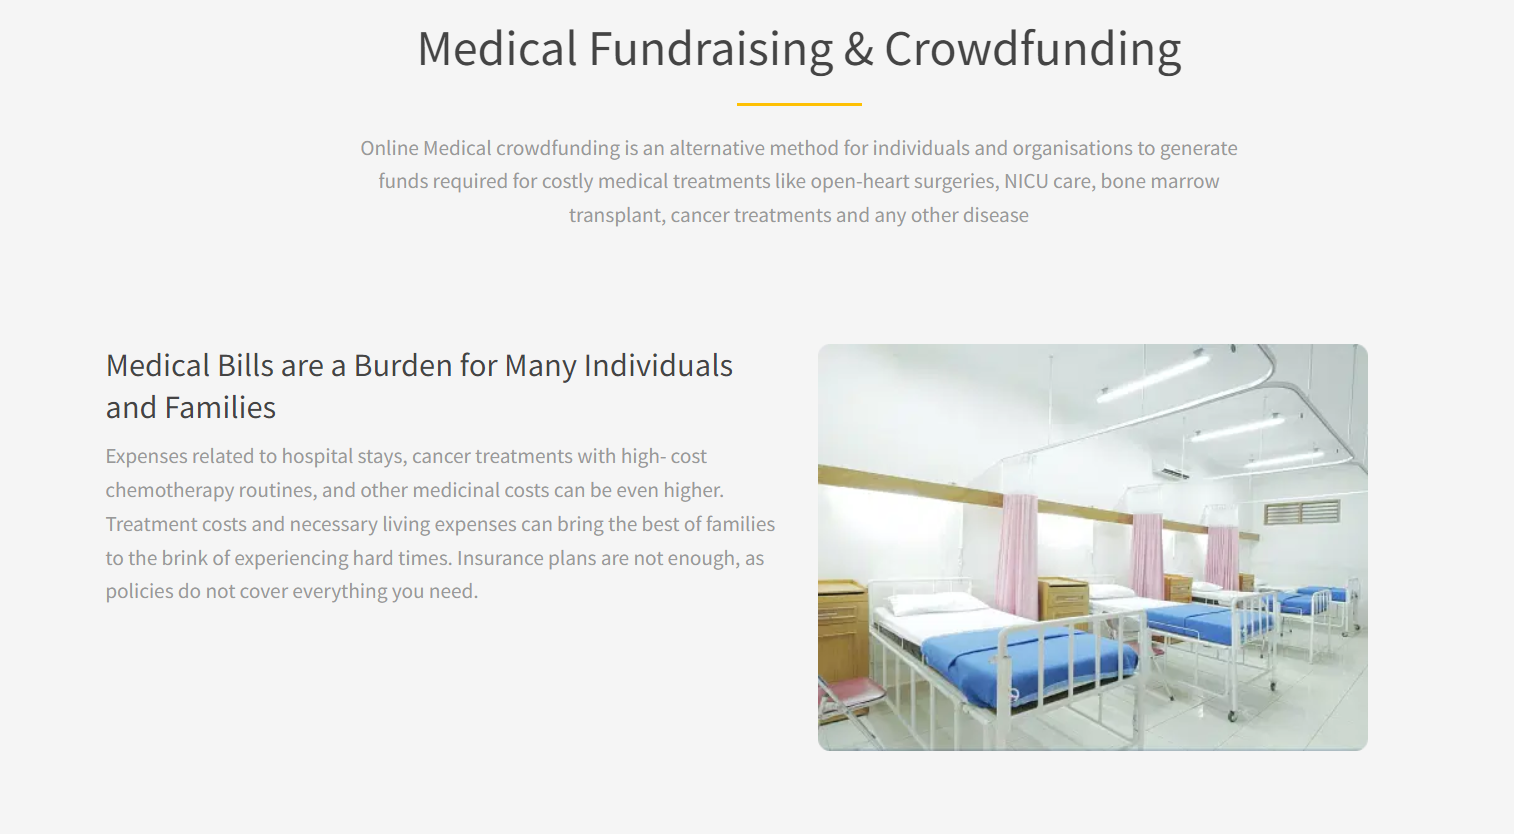 Medical Fundraising & Crowdfunding
Online Medical crowdfunding is an alternative method for individuals and organisations to generate
funds required for costly medical treatments like open-heart surgeries, NICU care, bone marrow
transplant, cancer treatments and any other disease
Medical Bills are a Burden for Many Individuals
and Families
Expenses related to hospital stays, cancer treatments with high- cost
chemotherapy routines, and other medicinal costs can be even higher.
Treatment costs and necessary living expenses can bring the best of families
to the brink of experiencing hard times. Insurance plans are not enough, as
policies do not cover everything you need.